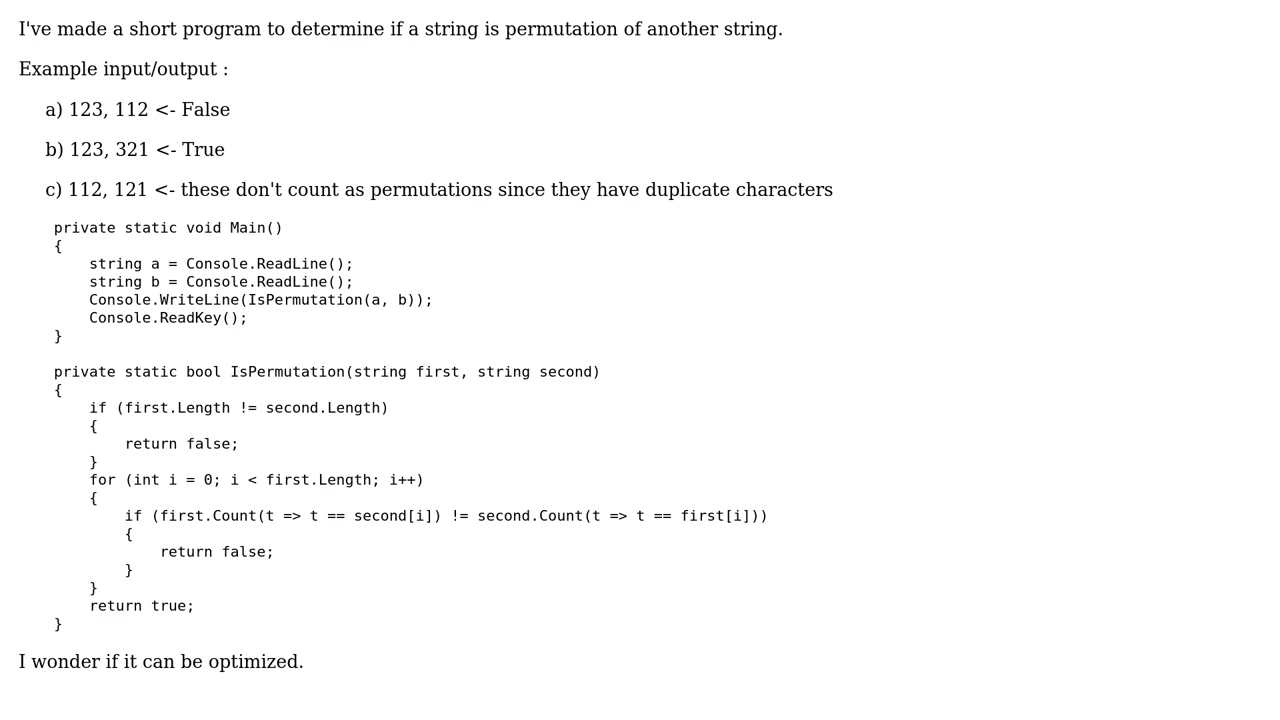 I've made a short program to determine if a string is permutation of another string.
Example input/output :
a) 123, 112 <- False
b) 123, 321 <- True
c) 112, 121 <- these don't count as permutations since they have duplicate characters
private static void Main()
{
    string a = Console.ReadLine();
    string b = Console.ReadLine();
    Console.WriteLine(IsPermutation(a, b));
    Console.ReadKey();
}

private static bool IsPermutation(string first, string second)
{
    if (first.Length != second.Length)
    {
        return false;
    }
    for (int i = 0; i < first.Length; i++)
    {
        if (first.Count(t => t == second[i]) != second.Count(t => t == first[i]))
        {
            return false;
        }
    }
    return true;
}
I wonder if it can be optimized.